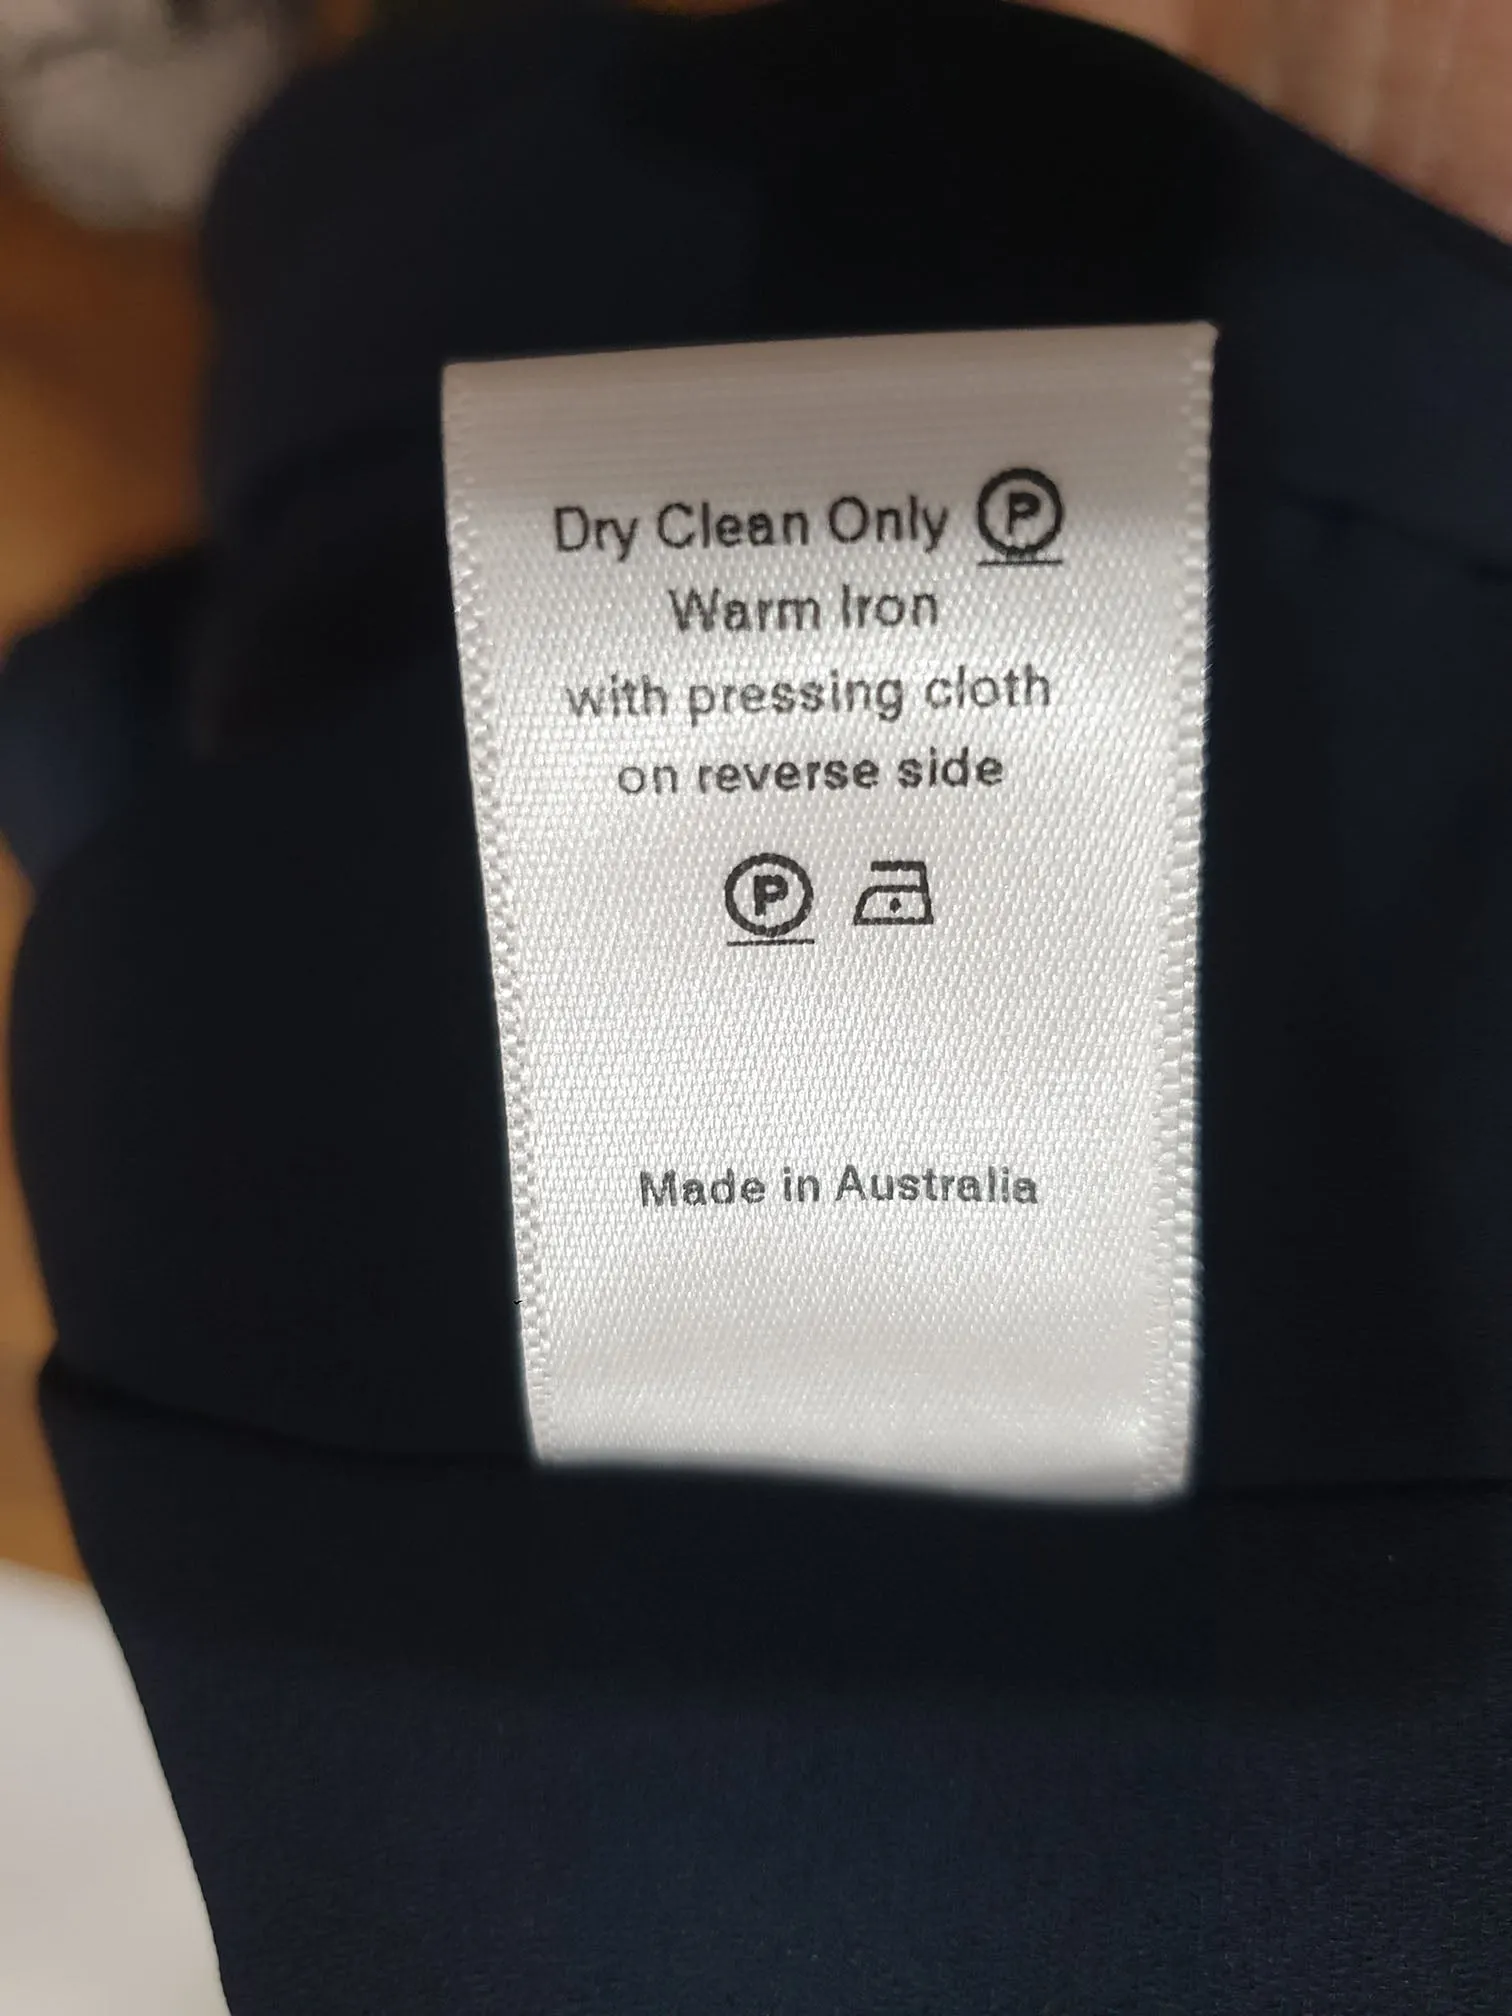 Dry Clean Only P
Warm Iron
with pressing cloth
on reverse side
P
Made in Australia